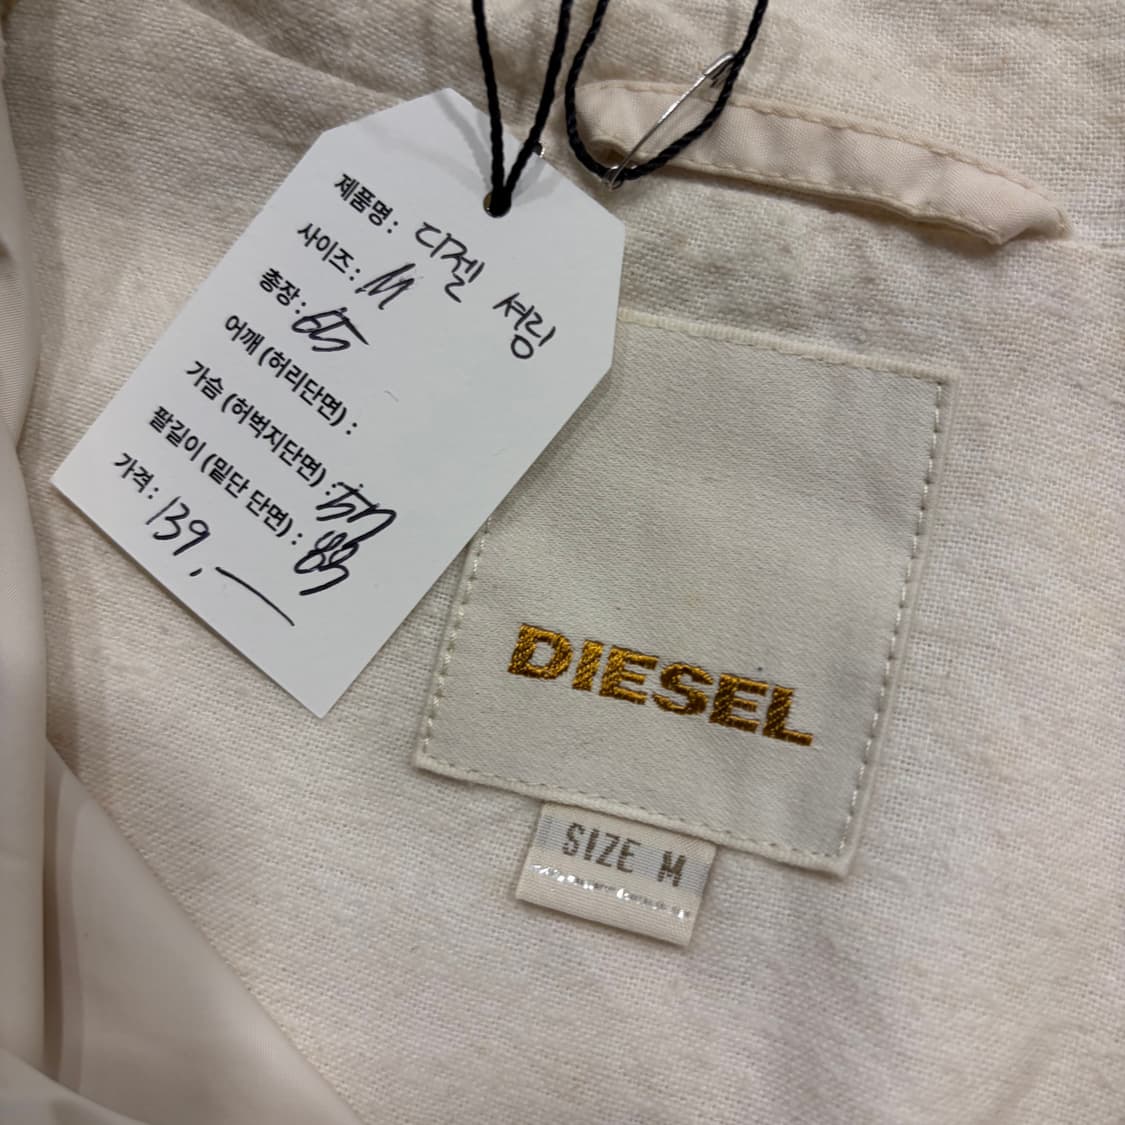 제품명 : 디젤 셔링
사이즈 : M
총장 : 65
어깨 (허리단면) :
가슴 (허벅지단면) : 57
팔길이 (밑단 단면) : 83
가격 : 139.—
DIESEL
SIZE M